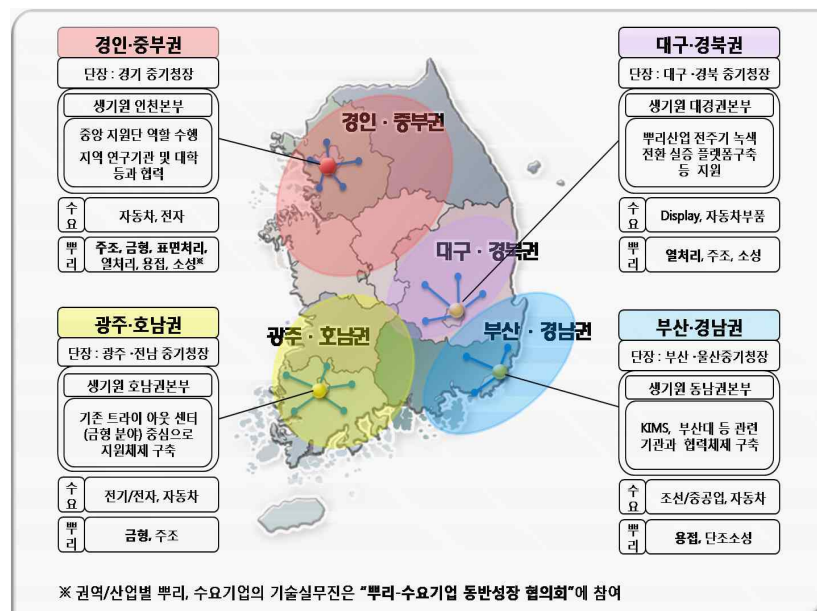 경인·중부권
단장 : 경기 중기청장
생기원 인천본부
중앙 지원단 역할 수행
지역 연구기관 및 대학
등과 협력
수요
자동차, 전자
뿌리
주조, 금형, 표면처리,
열처리, 용접, 소성※
대구·경북권
단장 : 대구 ·경북 중기청장
생기원 대경권본부
뿌리산업 전주기 녹색
전환 실증 플랫폼구축
등 지원
수요
Display, 자동차부품
뿌리
열처리, 주조, 소성
경인 · 중부권
대구 · 경북권
광주 · 호남권
부산 · 경남권
광주·호남권
단장 : 광주 ·전남 중기청장
생기원 호남권본부
기존 트라이 아웃 센터
(금형 분야) 중심으로
지원체제 구축
수요
전기/전자, 자동차
뿌리
금형, 주조
부산·경남권
단장 : 부산 ·울산중기청장
생기원 동남권본부
KIMS, 부산대 등 관련
기관과 협력체제 구축
수요
조선/중공업, 자동차
뿌리
용접, 단조소성
※ 권역/산업별 뿌리, 수요기업의 기술실무진은 “뿌리-수요기업 동반성장 협의회”에 참여